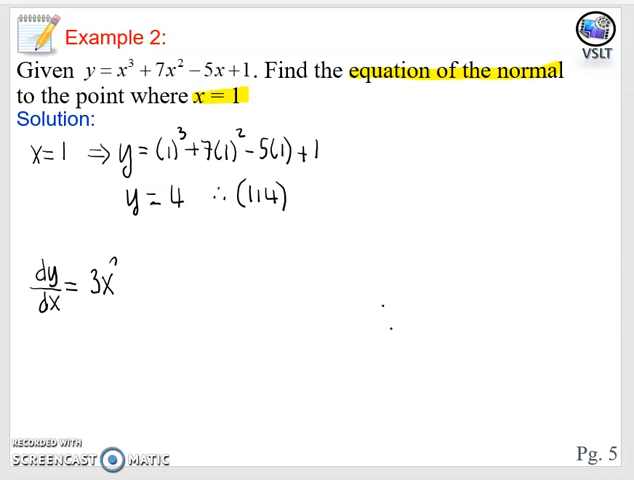 Example 2:
VSLT
Given y = x³ + 7x² − 5x + 1. Find the equation of the normal
to the point where x = 1
Solution:
x = 1 ⇒ y = (1)³ + 7(1)² − 5(1) + 1
y = 4 ∴ (1,4)
dy/dx = 3x²
RECORDED WITH
SCREENCAST MATIC
Pg. 5